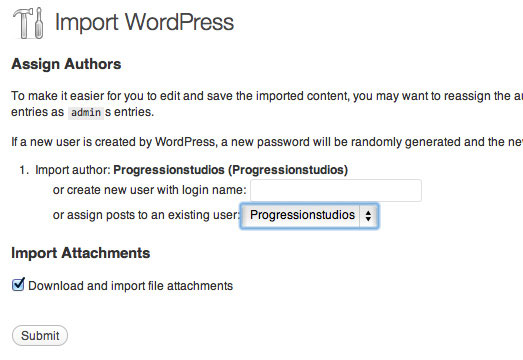 Import WordPress
Assign Authors
To make it easier for you to edit and save the imported content, you may want to reassign the
entries as admin s entries.
If a new user is created by WordPress, a new password will be randomly generated and the
1. Import author: Progressionstudios (Progressionstudios)
or create new user with login name:
or assign posts to an existing user: Progressionstudios
Import Attachments
Download and import file attachments
Submit